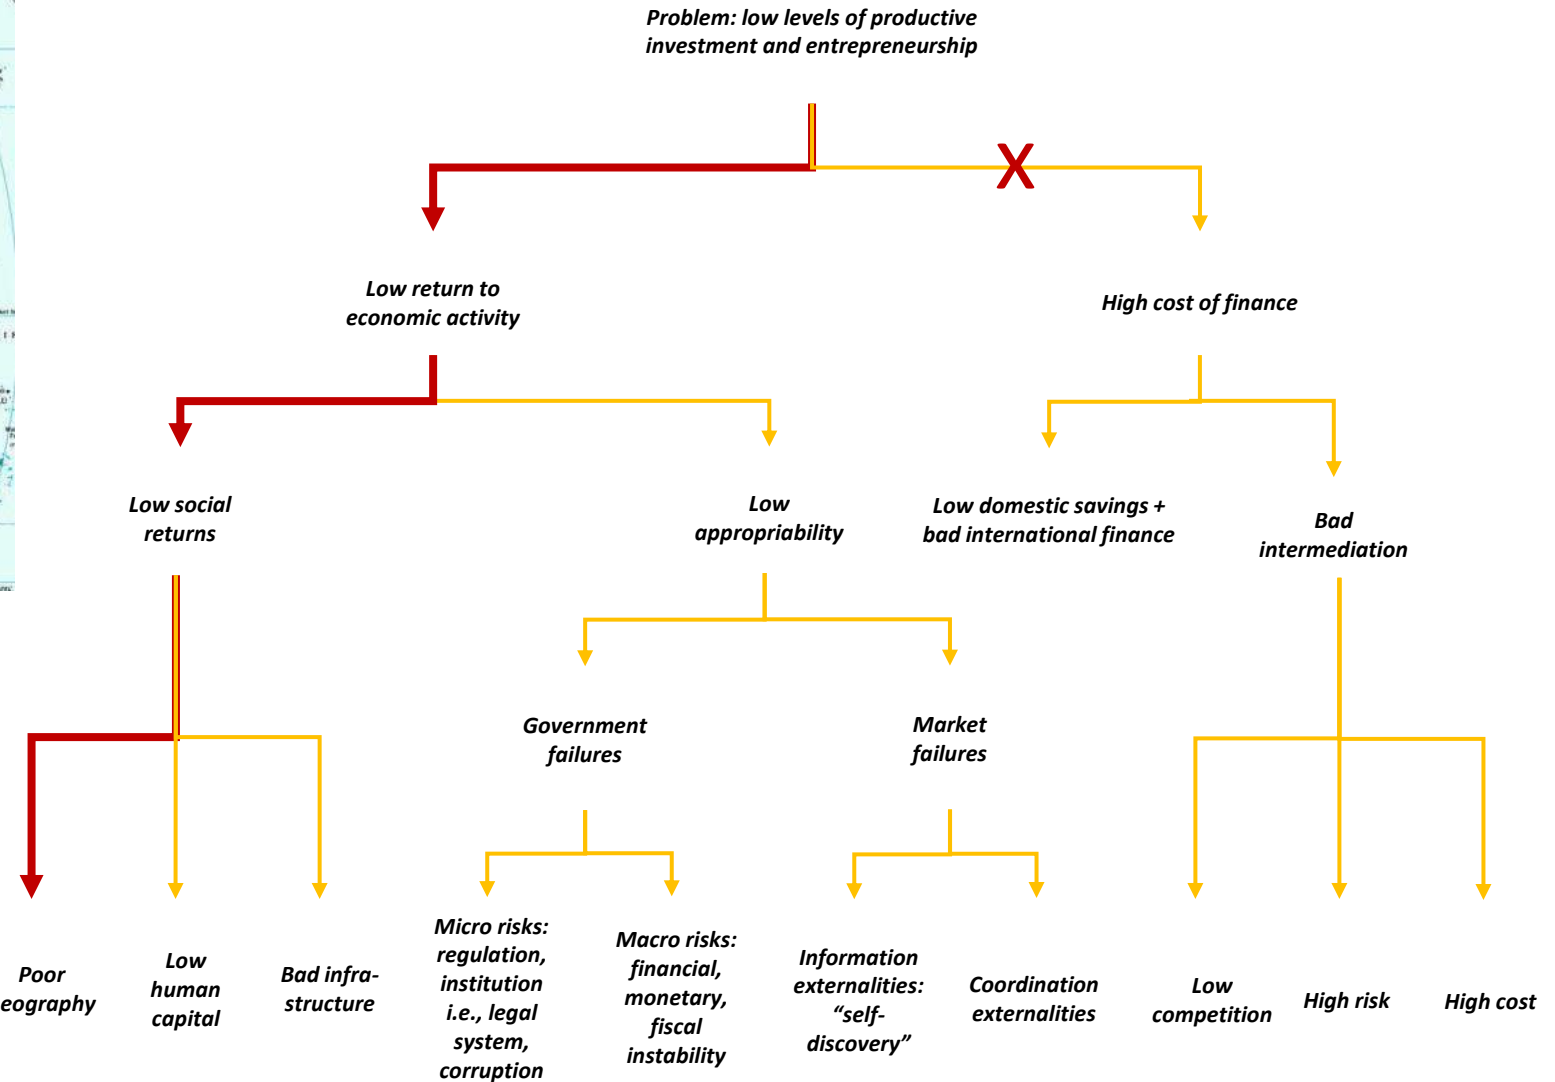 Problem: low levels of productive
investment and entrepreneurship
X
Low return to
economic activity
High cost of finance
Low social
returns
Low
appropriability
Low domestic savings +
bad international finance
Bad
intermediation
Government
failures
Market
failures
Poor
eography
Low
human
capital
Bad infra-
structure
Micro risks:
regulation,
institution
i.e., legal
system,
corruption
Macro risks:
financial,
monetary,
fiscal
instability
Information
externalities:
“self-
discovery”
Coordination
externalities
Low
competition
High risk
High cost